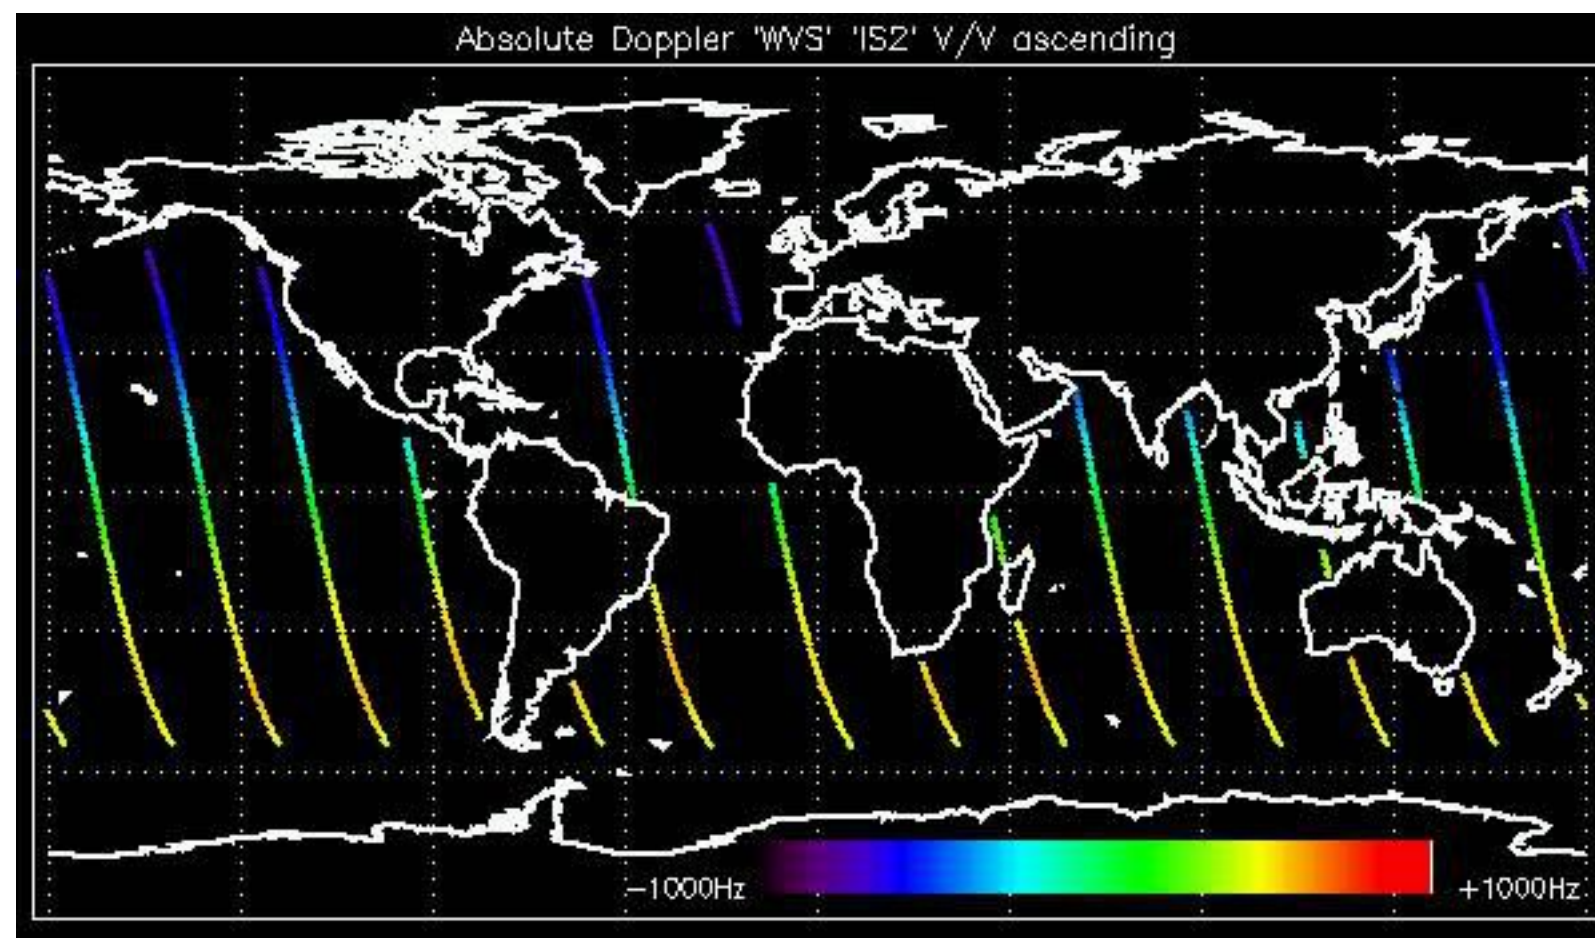 Absolute Doppler 'WVS' 'IS2' V/V ascending
-1000Hz
+1000Hz